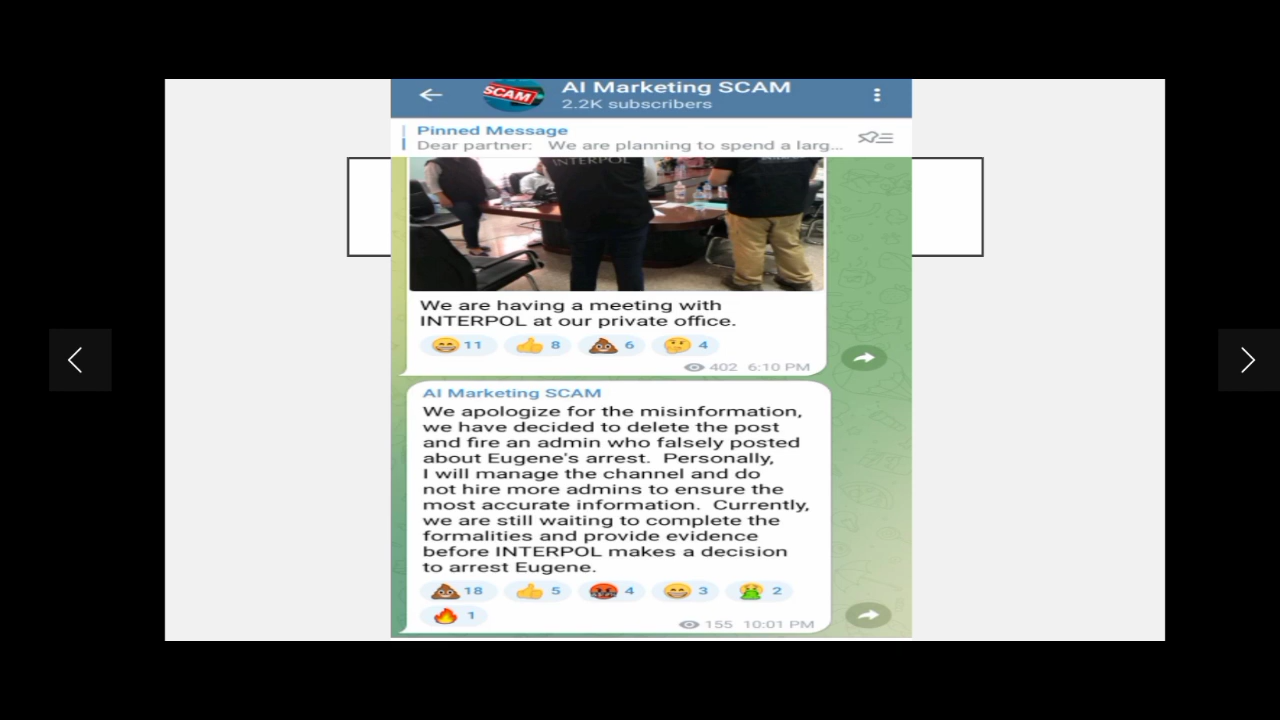 SCAM
AI Marketing SCAM
2.2K subscribers
Pinned Message
Dear partner: We are planning to spend a larg...
INTERPOL
We are having a meeting with
INTERPOL at our private office.
😁 11 👍 8 💩 6 🤔 4
402 6:10 PM
AI Marketing SCAM
We apologize for the misinformation,
we have decided to delete the post
and fire an admin who falsely posted
about Eugene's arrest. Personally,
I will manage the channel and do
not hire more admins to ensure the
most accurate information. Currently,
we are still waiting to complete the
formalities and provide evidence
before INTERPOL makes a decision
to arrest Eugene.
💩 18 👍 5 🤬 4 😁 3 🤮 2
🔥 1
155 10:01 PM